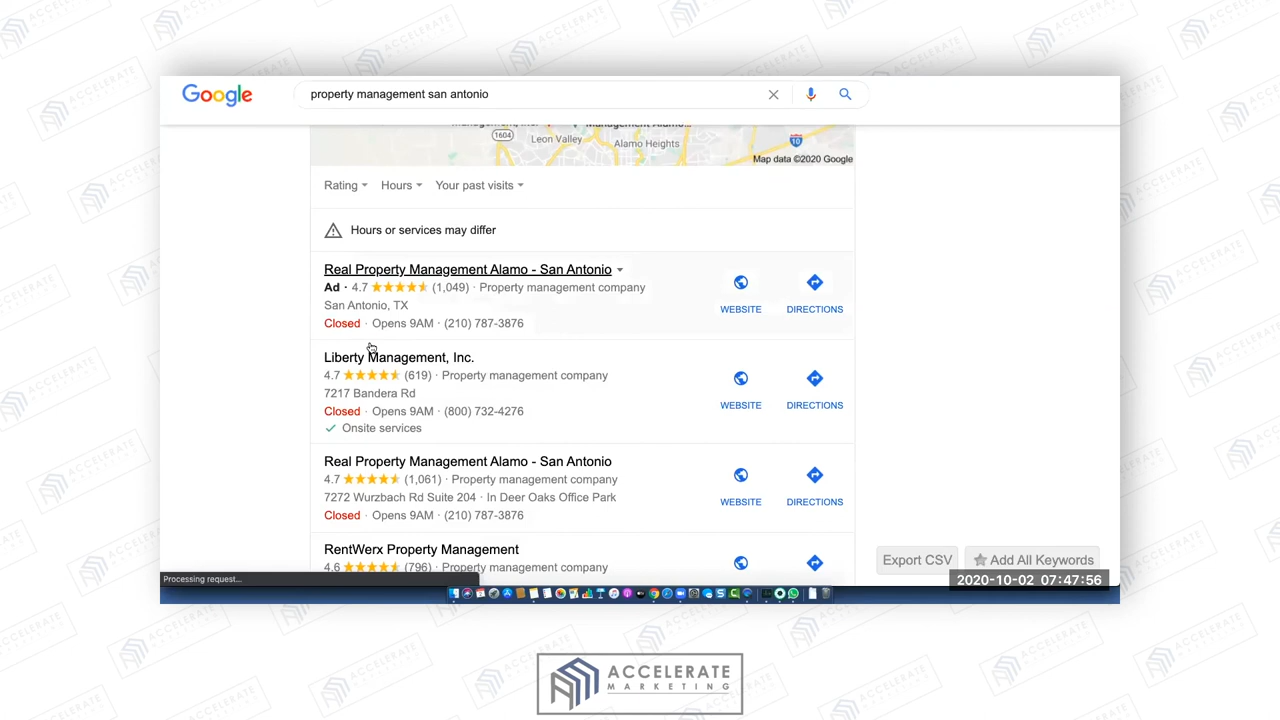 Google
property management san antonio
1604
Leon Valley
Alamo Heights
10
Map data ©2020 Google
Rating
Hours
Your past visits
Hours or services may differ
Real Property Management Alamo - San Antonio
Ad · 4.7 (1,049) · Property management company
San Antonio, TX
Closed · Opens 9AM · (210) 787-3876
WEBSITE
DIRECTIONS
Liberty Management, Inc.
4.7 (619) · Property management company
7217 Bandera Rd
Closed · Opens 9AM · (800) 732-4276
Onsite services
WEBSITE
DIRECTIONS
Real Property Management Alamo - San Antonio
4.7 (1,061) · Property management company
7272 Wurzbach Rd Suite 204 · In Deer Oaks Office Park
Closed · Opens 9AM · (210) 787-3876
WEBSITE
DIRECTIONS
RentWerx Property Management
4.6 (796) · Property management company
Export CSV
Add All Keywords
Processing request...
2020-10-02 07:47:56
ACCELERATE
MARKETING